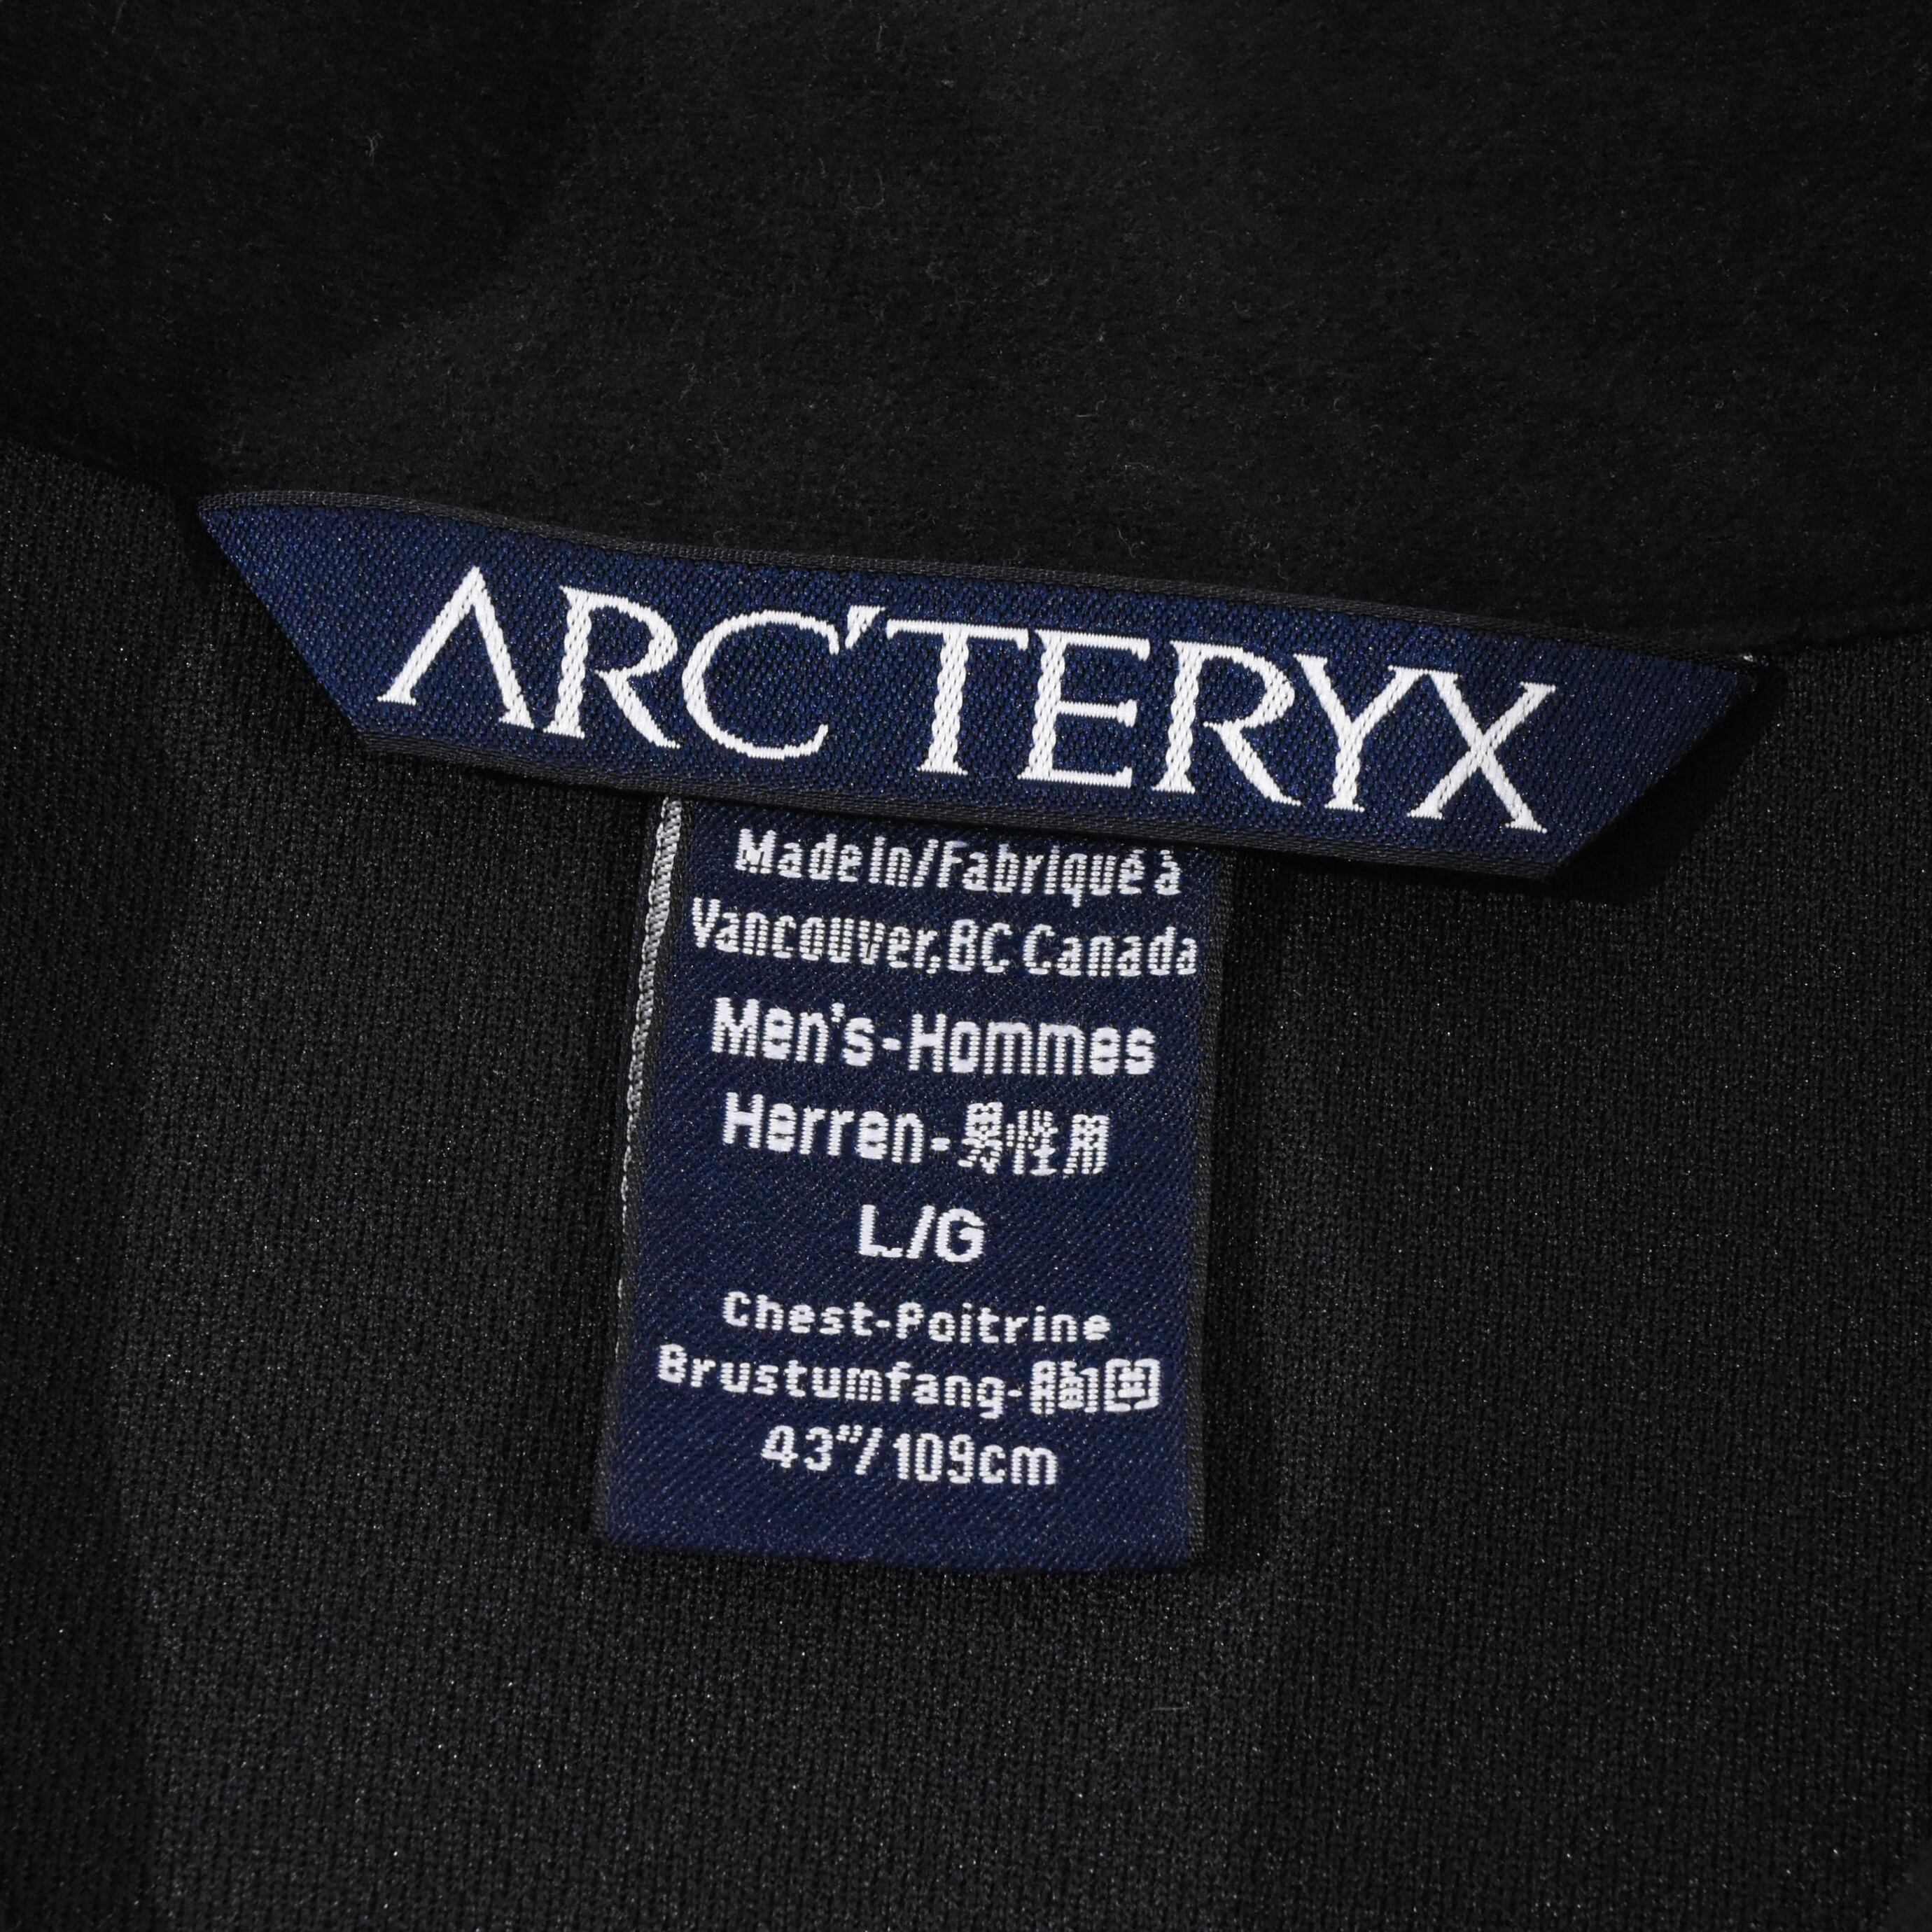 ARC'TERYX
Made In/Fabriqué à
Vancouver, BC Canada
Men's-Hommes
Herren-男性用
L/G
Chest-Poitrine
Brustumfang-胸囲
43"/109cm